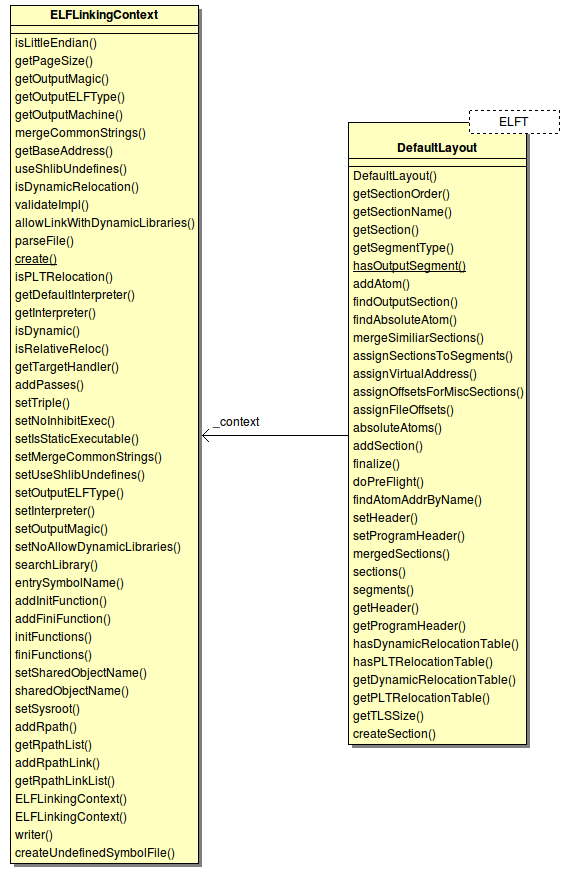 ELFLinkingContext
isLittleEndian()
getPageSize()
getOutputMagic()
getOutputELFType()
getOutputMachine()
mergeCommonStrings()
getBaseAddress()
useShlibUndefines()
isDynamicRelocation()
validateImpl()
allowLinkWithDynamicLibraries()
parseFile()
create()
isPLTRelocation()
getDefaultInterpreter()
getInterpreter()
isDynamic()
isRelativeReloc()
getTargetHandler()
addPasses()
setTriple()
setNoInhibitExec()
setIsStaticExecutable()
setMergeCommonStrings()
setUseShlibUndefines()
setOutputELFType()
setInterpreter()
setOutputMagic()
setNoAllowDynamicLibraries()
searchLibrary()
entrySymbolName()
addInitFunction()
addFiniFunction()
initFunctions()
finiFunctions()
setSharedObjectName()
sharedObjectName()
setSysroot()
addRpath()
getRpathList()
addRpathLink()
getRpathLinkList()
ELFLinkingContext()
ELFLinkingContext()
writer()
createUndefinedSymbolFile()
_context
ELFT
DefaultLayout
DefaultLayout()
getSectionOrder()
getSectionName()
getSection()
getSegmentType()
hasOutputSegment()
addAtom()
findOutputSection()
findAbsoluteAtom()
mergeSimiliarSections()
assignSectionsToSegments()
assignVirtualAddress()
assignOffsetsForMiscSections()
assignFileOffsets()
absoluteAtoms()
addSection()
finalize()
doPreFlight()
findAtomAddrByName()
setHeader()
setProgramHeader()
mergedSections()
sections()
segments()
getHeader()
getProgramHeader()
hasDynamicRelocationTable()
hasPLTRelocationTable()
getDynamicRelocationTable()
getPLTRelocationTable()
getTLSSize()
createSection()